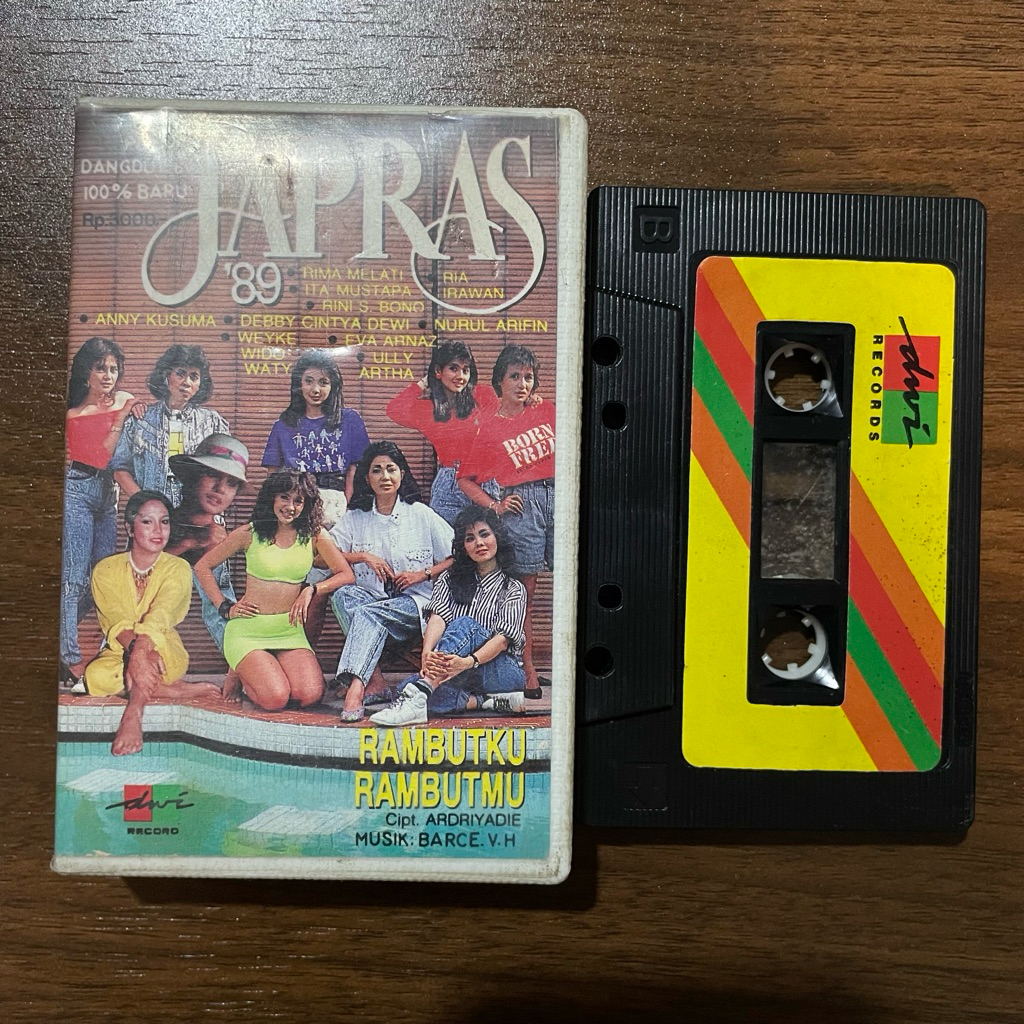 JAPRAS
'89
DANGDUT
100% BARU
Rp.3000.-
RIMA MELATI
RIA
ITA MUSTAPA
IRAWAN
RINI S. BONO
ANNY KUSUMA • DEBBY CINTYA DEWI • NURUL ARIFIN
WEYKE
EVA ARNAZ
WIDO
ULLY
WATY
ARTHA
BORN
FREE
RAMBUTKU
RAMBUTMU
Cipt. ARDRIYADIE
MUSIK: BARCE. V. H
dwi
RECORD
B
dwi
RECORDS